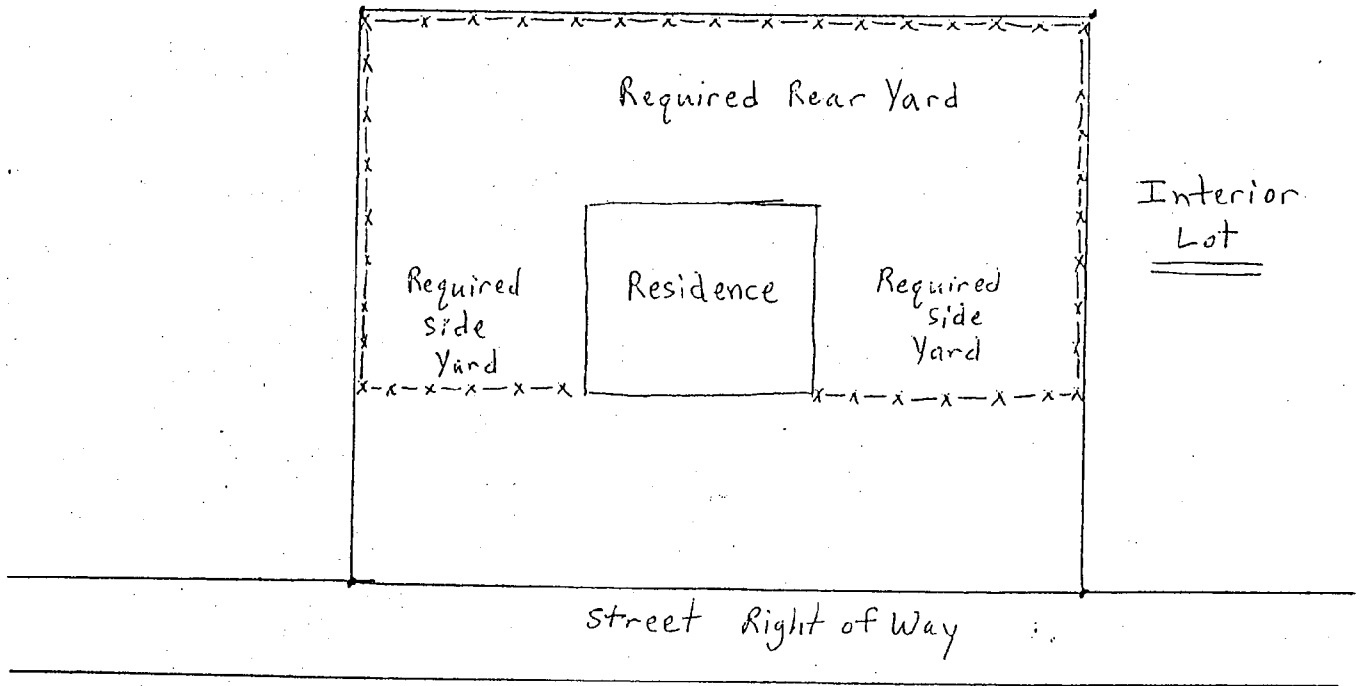 Required Rear Yard
Interior
Lot
Required
side
Yard
Residence
Required
side
Yard
Street Right of Way